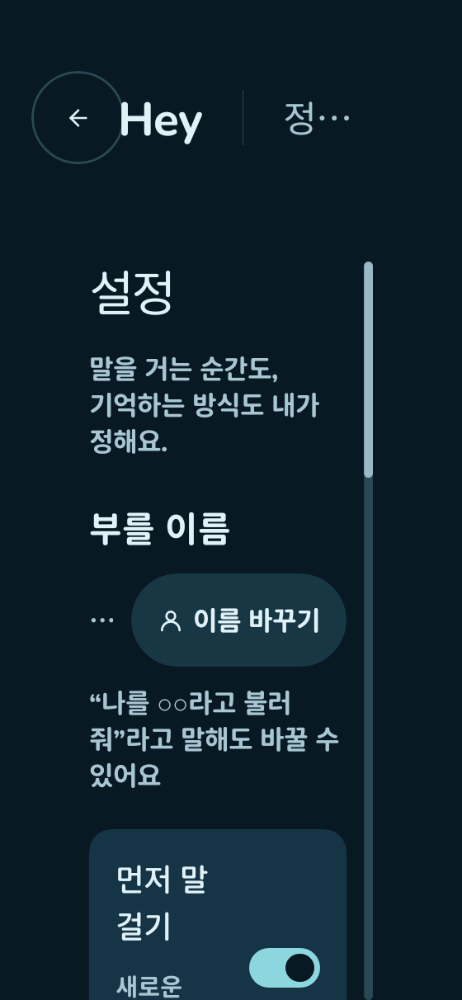 Hey
정…
설정
말을 거는 순간도,
기억하는 방식도 내가
정해요.
부를 이름
… 이름 바꾸기
“나를 ○○라고 불러
줘”라고 말해도 바꿀 수
있어요
먼저 말
걸기
새로운